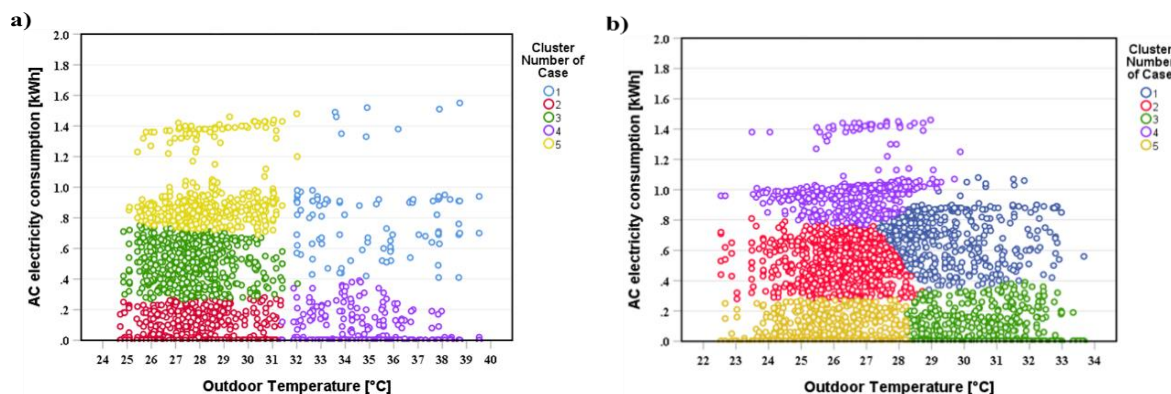 a)
2.0
1.8
1.6
1.4
1.2
1.0
.8
.6
.4
.2
.0
AC electricity consumption [kWh]
24 25 26 27 28 29 30 31 32 33 34 35 36 37 38 39 40
Outdoor Temperature [°C]
Cluster
Number of
Case
1
2
3
4
5
b)
2.0
1.8
1.6
1.4
1.2
1.0
.8
.6
.4
.2
.0
AC electricity consumption [kWh]
22 23 24 25 26 27 28 29 30 31 32 33 34
Outdoor Temperature [°C]
Cluster
Number
of Case
1
2
3
4
5